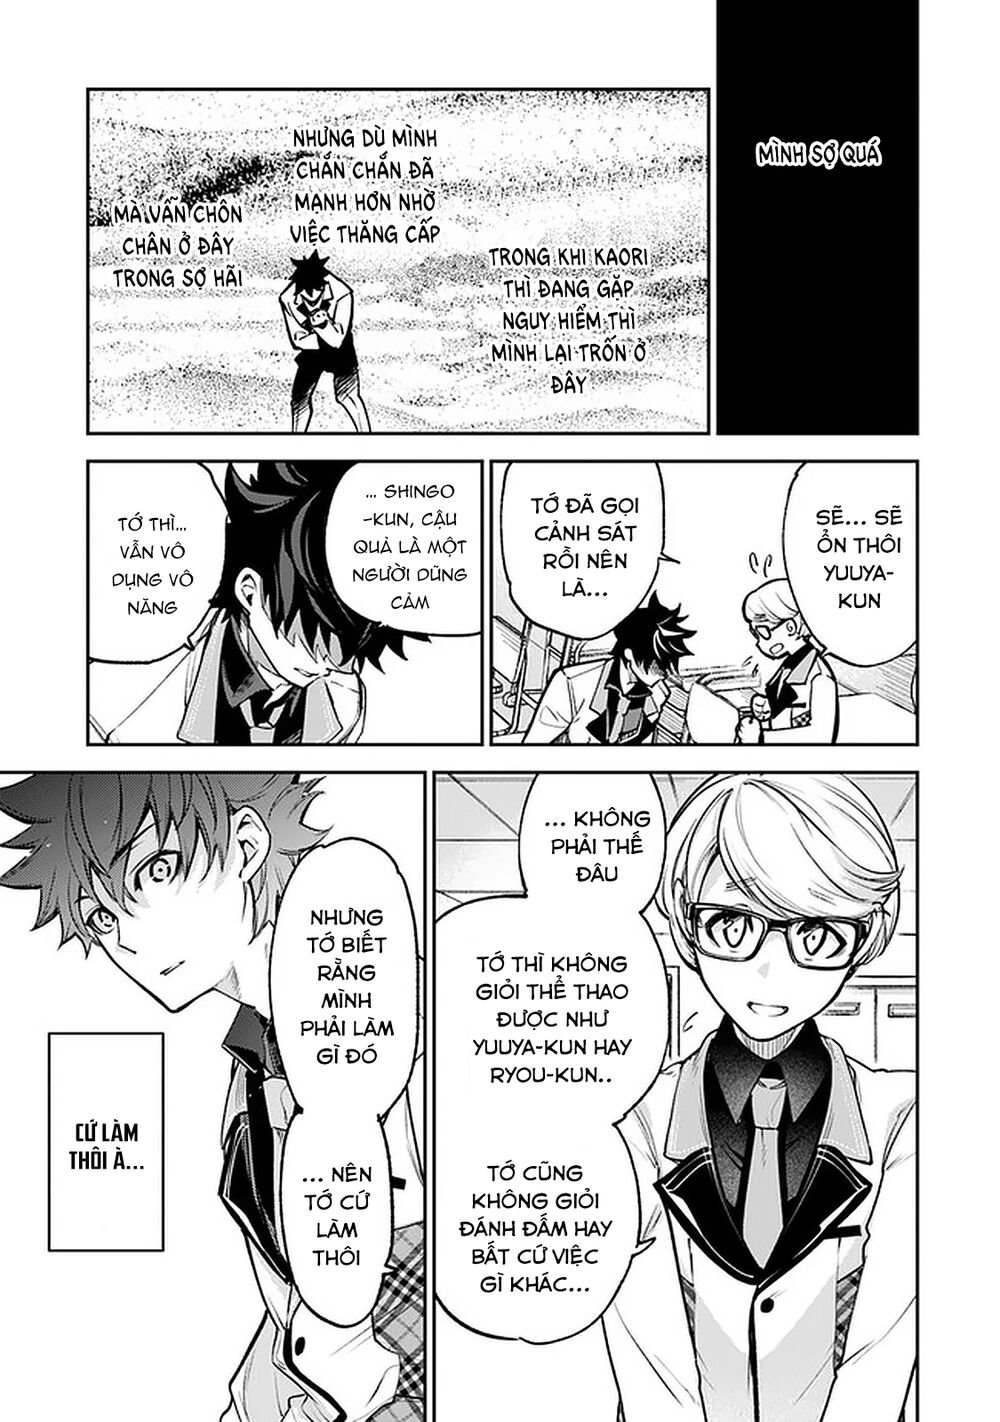 MÌNH SỢ QUÁ
TRONG KHI KAORI
THÌ ĐANG GẶP
NGUY HIỂM THÌ
MÌNH LẠI TRỐN Ở
ĐÂY
NHƯNG DÙ MÌNH
CHẮN CHẮN ĐÃ
MẠNH HƠN NHỜ
VIỆC THĂNG CẤP
MÀ VẪN CHÔN
CHÂN Ở ĐÂY
TRONG SỢ HÃI
SẼ... SẼ
ỔN THÔI
YUUYA-
KUN
TỚ ĐÃ GỌI
CẢNH SÁT
RỒI NÊN
LÀ...
... SHINGO
-KUN, CẬU
QUẢ LÀ MỘT
NGƯỜI DŨNG
CẢM
TỚ THÌ...
VẪN VÔ
DỤNG VÔ
NĂNG
... KHÔNG
PHẢI THẾ
ĐÂU
TỚ THÌ KHÔNG
GIỎI THỂ THAO
ĐƯỢC NHƯ
YUUYA-KUN HAY
RYOU-KUN..
TỚ CŨNG
KHÔNG GIỎI
ĐÁNH ĐẤM HAY
BẤT CỨ VIỆC
GÌ KHÁC...
NHƯNG
TỚ BIẾT
RẰNG
MÌNH
PHẢI LÀM
GÌ ĐÓ
... NÊN
TỚ CỨ
LÀM
THÔI
CỨ LÀM
THÔI À...